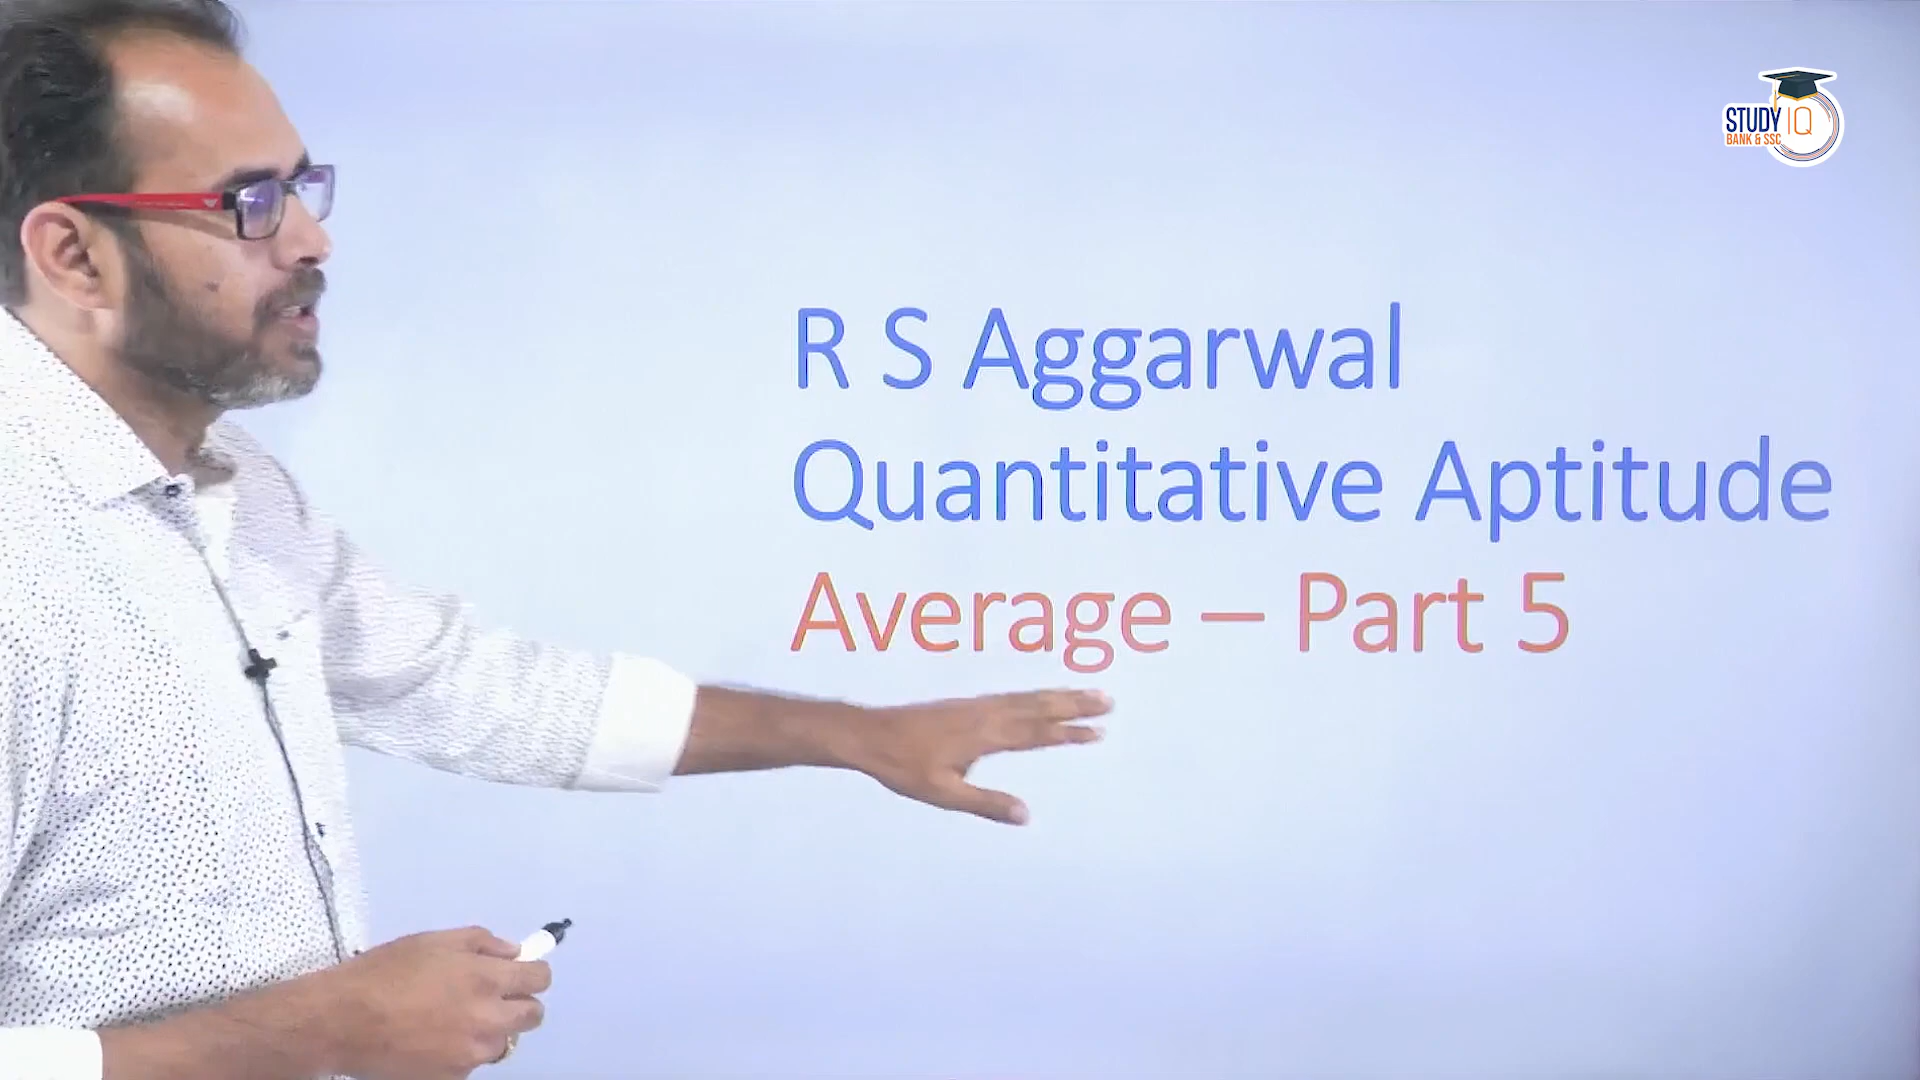 STUDY IQ
BANK & SSC
R S Aggarwal
Quantitative Aptitude
Average – Part 5